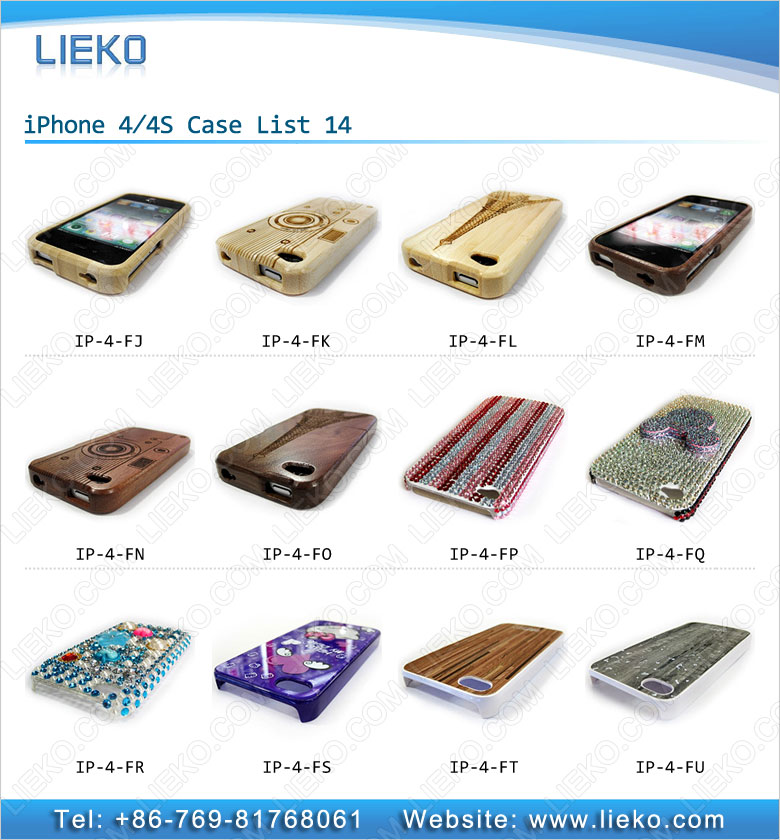 LIEKO
iPhone 4/4S Case List 14
IP-4-FJ IP-4-FK IP-4-FL IP-4-FM
IP-4-FN IP-4-FO IP-4-FP IP-4-FQ
IP-4-FR IP-4-FS IP-4-FT IP-4-FU
Tel: +86-769-81768061 Website: www.lieko.com
LIEKO.COM